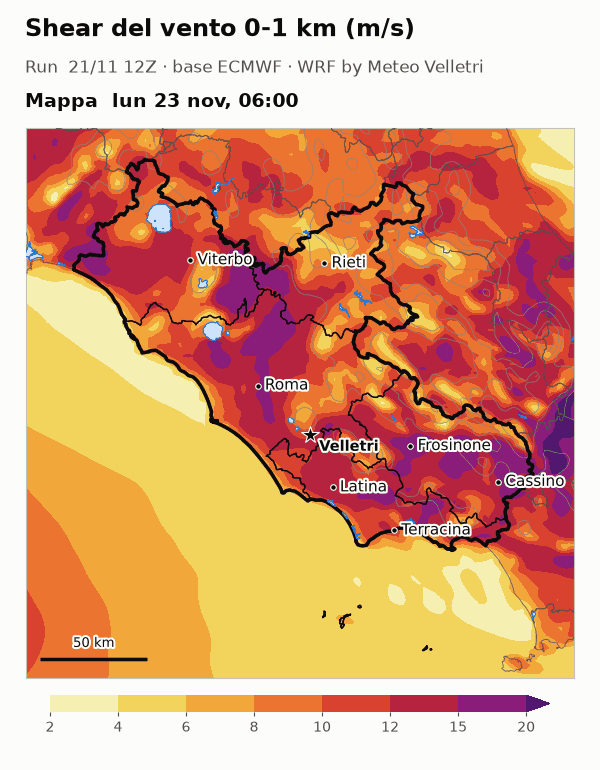 Shear del vento 0-1 km (m/s)
Run  21/11 12Z · base ECMWF · WRF by Meteo Velletri
Mappa  lun 23 nov, 06:00
Viterbo
Rieti
Roma
Velletri
Frosinone
Latina
Cassino
Terracina
50 km
2 4 6 8 10 12 15 20